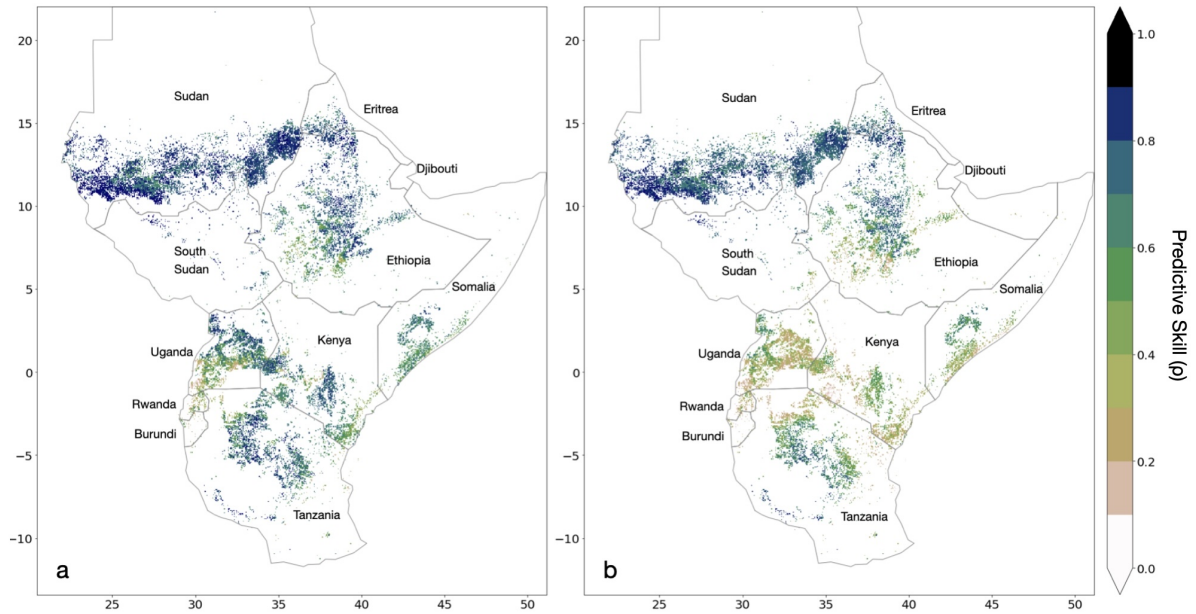 20
15
10
5
0
−5
−10
25
30
35
40
45
50
Sudan
Eritrea
Djibouti
South
Sudan
Ethiopia
Somalia
Uganda
Kenya
Rwanda
Burundi
Tanzania
a
20
15
10
5
0
−5
−10
25
30
35
40
45
50
Sudan
Eritrea
Djibouti
South
Sudan
Ethiopia
Somalia
Uganda
Kenya
Rwanda
Burundi
Tanzania
b
1.0
0.8
0.6
0.4
0.2
0.0
Predictive Skill (ρ)